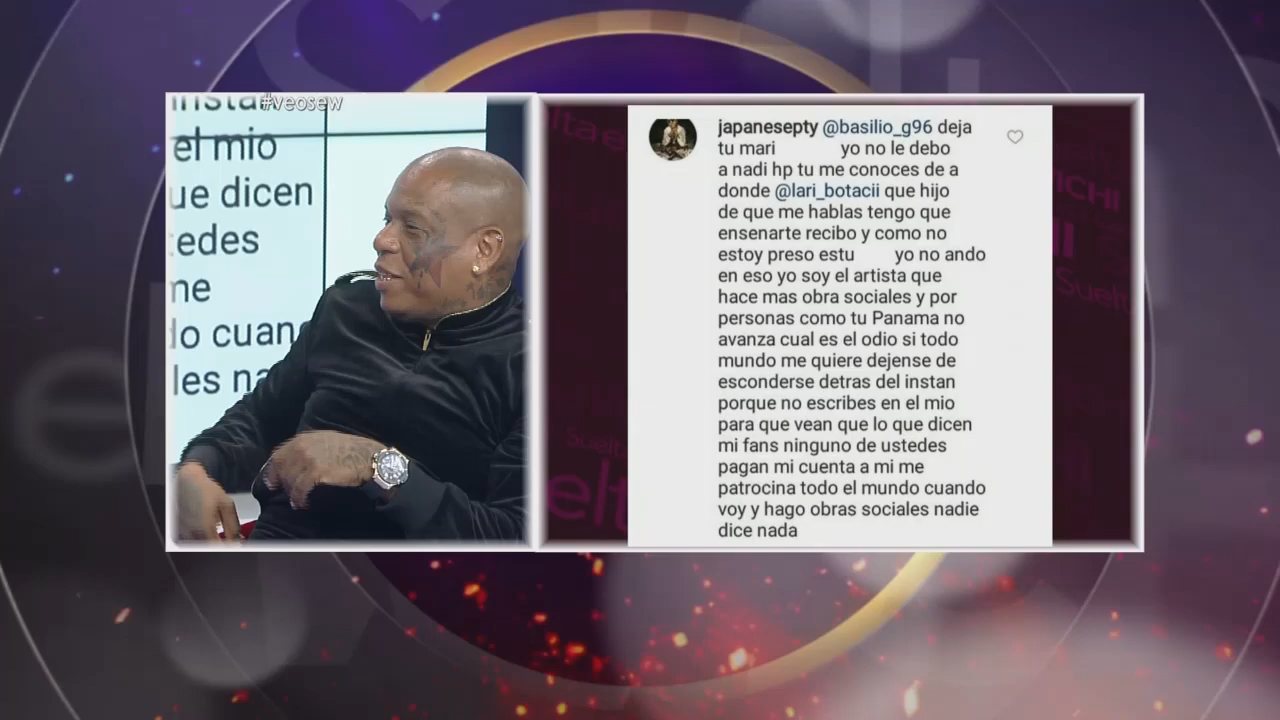 #veosew
el mio
ue dicen
tedes
me
lo cuan
les na
japanesepty @basilio_g96 deja
tu mari yo no le debo
a nadi hp tu me conoces de a
donde @lari_botacii que hijo
de que me hablas tengo que
ensenarte recibo y como no
estoy preso estu yo no ando
en eso yo soy el artista que
hace mas obra sociales y por
personas como tu Panama no
avanza cual es el odio si todo
mundo me quiere dejense de
esconderse detras del instan
porque no escribes en el mio
para que vean que lo que dicen
mi fans ninguno de ustedes
pagan mi cuenta a mi me
patrocina todo el mundo cuando
voy y hago obras sociales nadie
dice nada